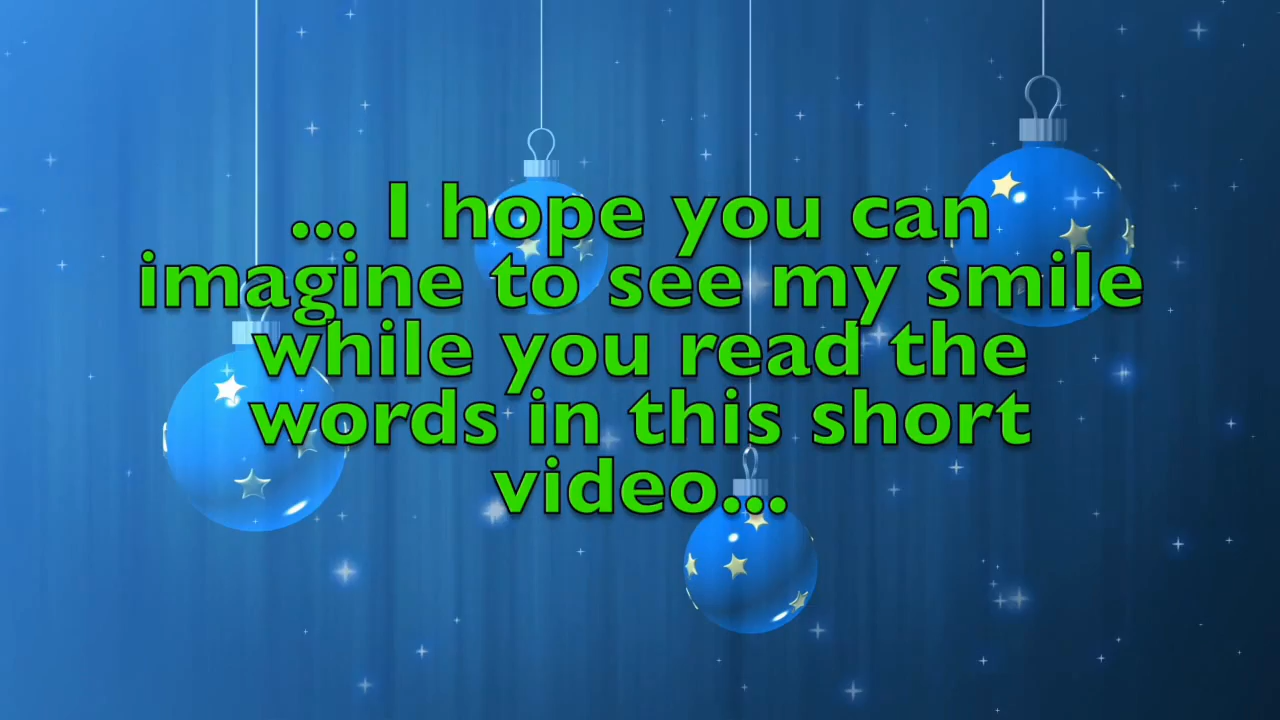 ... I hope you can
imagine to see my smile
while you read the
words in this short
video...